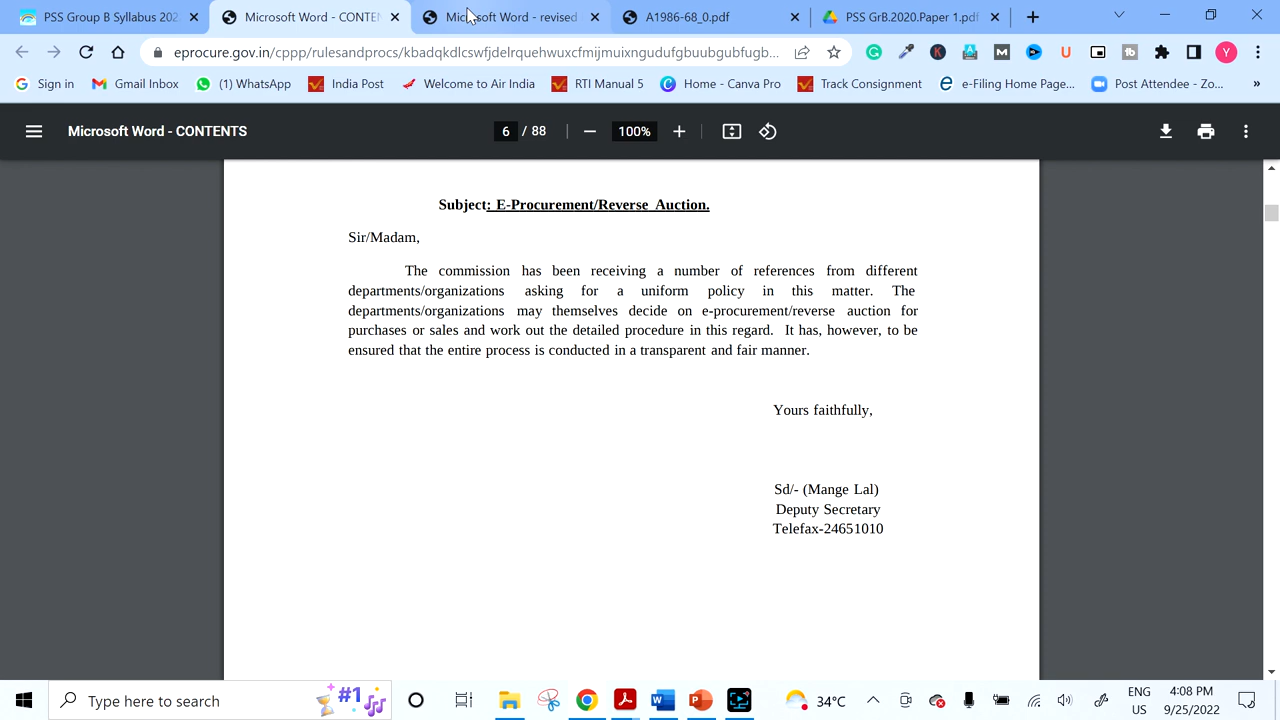 PSS Group B Syllabus 202
Microsoft Word - CONTEN
Microsoft Word - revised
A1986-68_0.pdf
PSS GrB.2020.Paper 1.pdf
eprocure.gov.in/cppp/rulesandprocs/kbadqkdlcswfjdelrquehwuxcfmijmuixngudufgbuubgubfugb...
Sign in
Gmail Inbox
(1) WhatsApp
India Post
Welcome to Air India
RTI Manual 5
Home - Canva Pro
Track Consignment
e-Filing Home Page...
Post Attendee - Zo...
»
Microsoft Word - CONTENTS
6 / 88
100%
Subject: E-Procurement/Reverse Auction.
Sir/Madam,
The commission has been receiving a number of references from different
departments/organizations asking for a uniform policy in this matter. The
departments/organizations may themselves decide on e-procurement/reverse auction for
purchases or sales and work out the detailed procedure in this regard. It has, however, to be
ensured that the entire process is conducted in a transparent and fair manner.
Yours faithfully,
Sd/- (Mange Lal)
Deputy Secretary
Telefax-24651010
Type here to search
#1
34°C
ENG
US
4:08 PM
9/25/2022